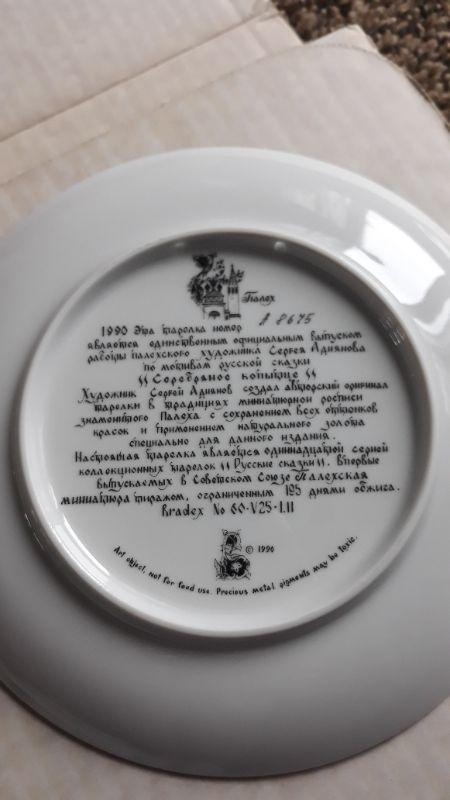 Палех
1990 Эта тарелка номер A 8675
является единственным официальным выпуском
работы палехского художника Сергея Адиянова
по мотивам русской сказки
"Серебряное копытце"
Художник Сергей Адиянов создал авторский оригинал
тарелки в традициях миниатюрной росписи
знаменитого Палеха с сохранением всех оттенков
красок и применением натурального золота
специально для данного издания.
Настоящая тарелка является одиннадцатой серией
коллекционных тарелок "Русские сказки". Впервые
выпускаемых в Советском Союзе Палехская
миниатюра тиражом, ограниченным 195 днями обжига.
Bradex No 60-V25-1.11
© 1990
Art object, not for food use. Precious metal pigments may be toxic.